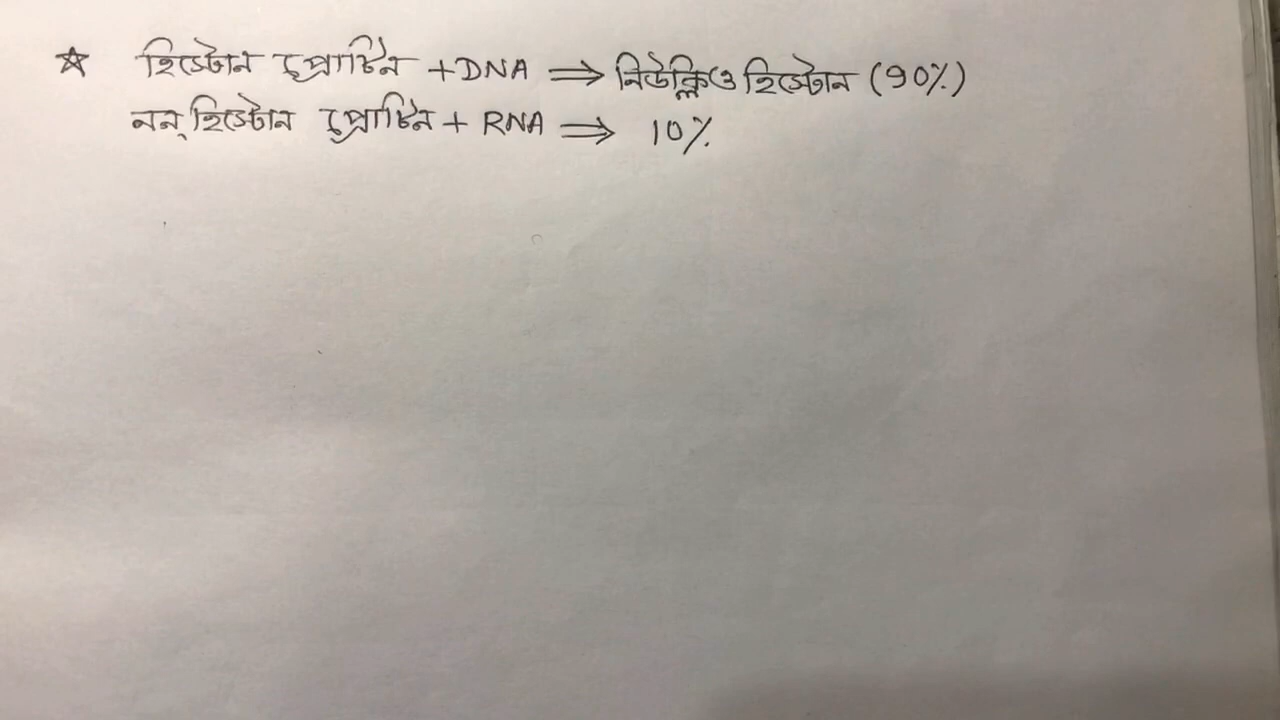 ☆ হিস্টোন প্রোটিন + DNA ⇒ নিউক্লিওহিস্টোন (90%)
নন্ হিস্টোন প্রোটিন + RNA ⇒ 10%